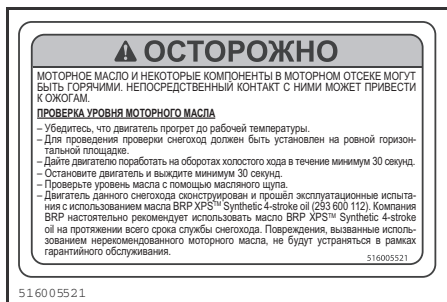 ОСТОРОЖНО
МОТОРНОЕ МАСЛО И НЕКОТОРЫЕ КОМПОНЕНТЫ В МОТОРНОМ ОТСЕКЕ МОГУТ
БЫТЬ ГОРЯЧИМИ. НЕПОСРЕДСТВЕННЫЙ КОНТАКТ С НИМИ МОЖЕТ ПРИВЕСТИ
К ОЖОГАМ.
ПРОВЕРКА УРОВНЯ МОТОРНОГО МАСЛА
– Убедитесь, что двигатель прогрет до рабочей температуры.
– Для проведения проверки снегоход должен быть установлен на ровной горизон-
тальной площадке.
– Дайте двигателю поработать на оборотах холостого хода в течение минимум 30 секунд.
– Остановите двигатель и выждите минимум 30 секунд.
– Проверьте уровень масла с помощью масляного щупа.
– Двигатель данного снегохода сконструирован и прошёл эксплуатационные испыта-
ния с использованием масла BRP XPS™ Synthetic 4-stroke oil (293 600 112). Компания
BRP настоятельно рекомендует использовать масло BRP XPS™ Synthetic 4-stroke
oil на протяжении всего срока службы снегохода. Повреждения, вызванные исполь-
зованием нерекомендованного моторного масла, не будут устраняться в рамках
гарантийного обслуживания.
516005521
516005521